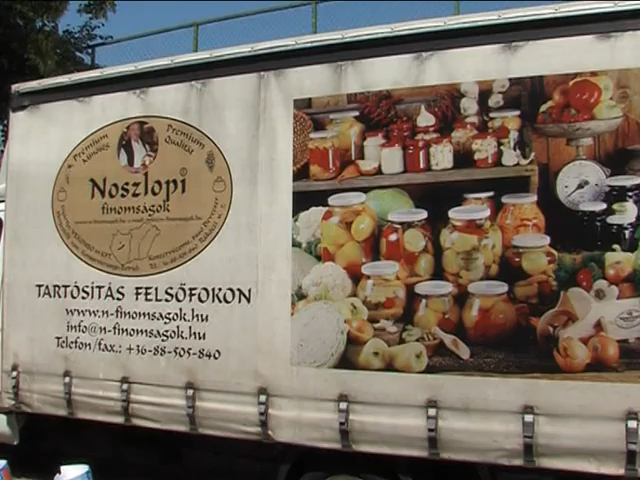 Prémium
Minőség
Premium
Qualität
Noszlopi®
finomságok
TARTÓSÍTÁS FELSŐFOKON
www.n-finomsagok.hu
info@n-finomsagok.hu
Telefon/fax.: +36-88-505-840